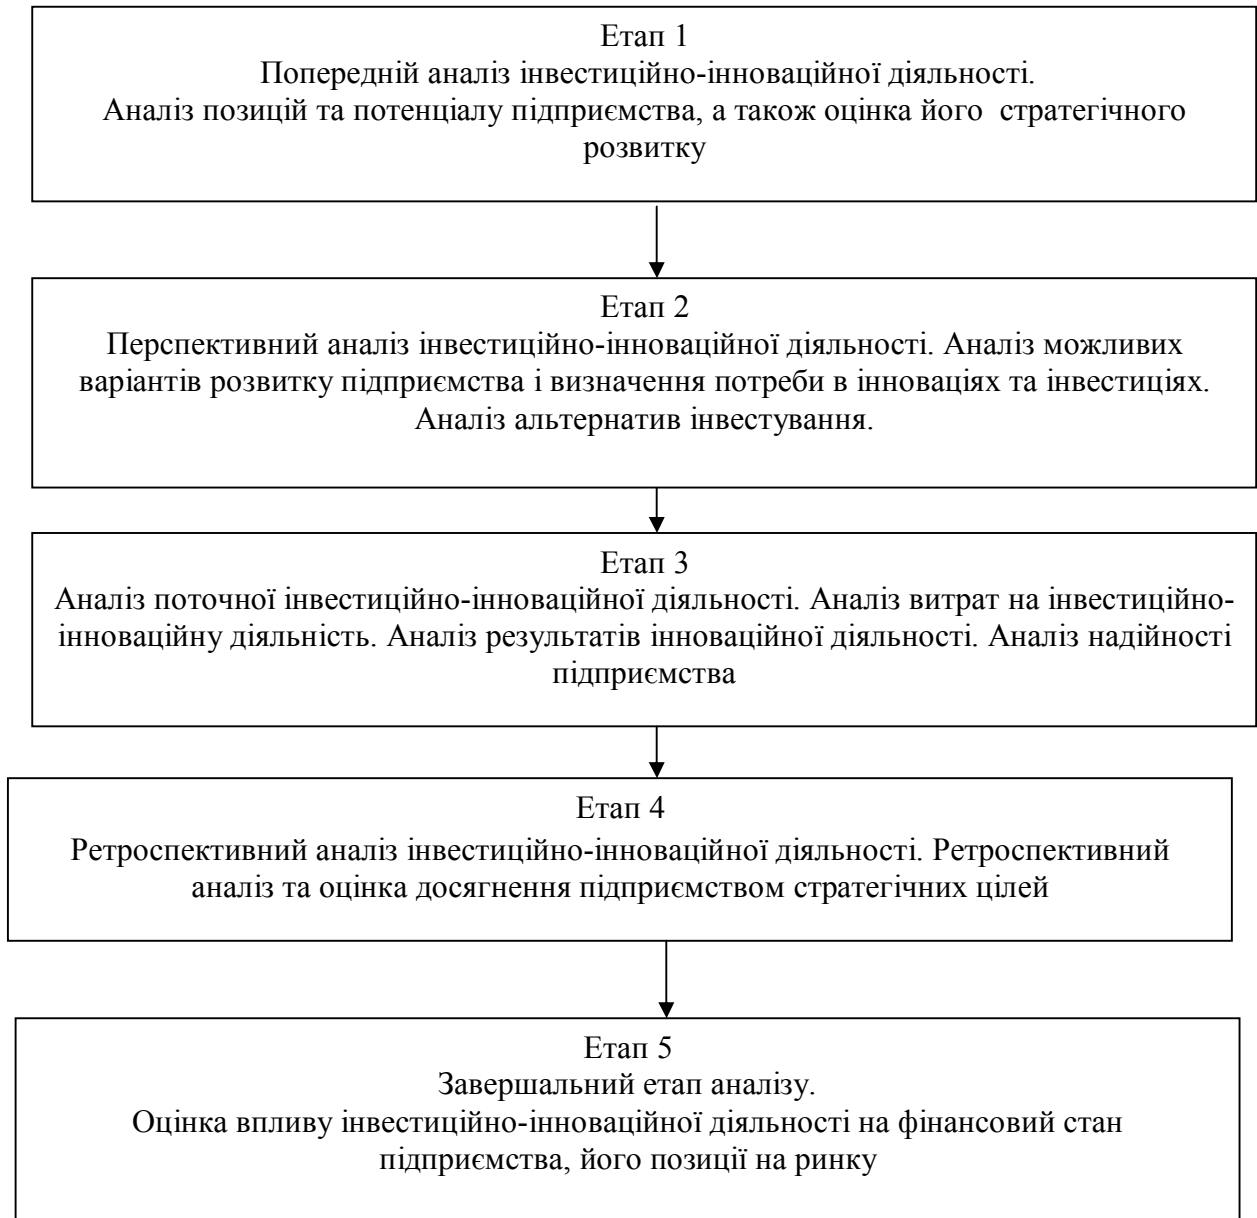 Етап 1
Попередній аналіз інвестиційно-інноваційної діяльності.
Аналіз позицій та потенціалу підприємства, а також оцінка його стратегічного
розвитку
Етап 2
Перспективний аналіз інвестиційно-інноваційної діяльності. Аналіз можливих
варіантів розвитку підприємства і визначення потреби в інноваціях та інвестиціях.
Аналіз альтернатив інвестування.
Етап 3
Аналіз поточної інвестиційно-інноваційної діяльності. Аналіз витрат на інвестиційно-
інноваційну діяльність. Аналіз результатів інноваційної діяльності. Аналіз надійності
підприємства
Етап 4
Ретроспективний аналіз інвестиційно-інноваційної діяльності. Ретроспективний
аналіз та оцінка досягнення підприємством стратегічних цілей
Етап 5
Завершальний етап аналізу.
Оцінка впливу інвестиційно-інноваційної діяльності на фінансовий стан
підприємства, його позиції на ринку